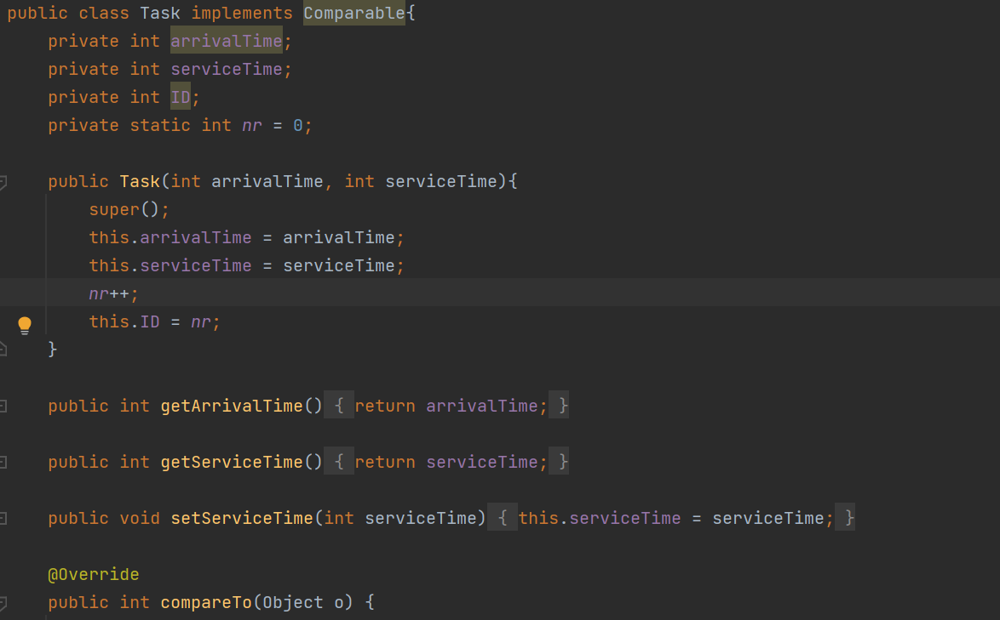 public class Task implements Comparable{
    private int arrivalTime;
    private int serviceTime;
    private int ID;
    private static int nr = 0;
    public Task(int arrivalTime, int serviceTime){
        super();
        this.arrivalTime = arrivalTime;
        this.serviceTime = serviceTime;
        nr++;
        this.ID = nr;
    }
    public int getArrivalTime() { return arrivalTime; }
    public int getServiceTime() { return serviceTime; }
    public void setServiceTime(int serviceTime) { this.serviceTime = serviceTime; }
    @Override
    public int compareTo(Object o) {